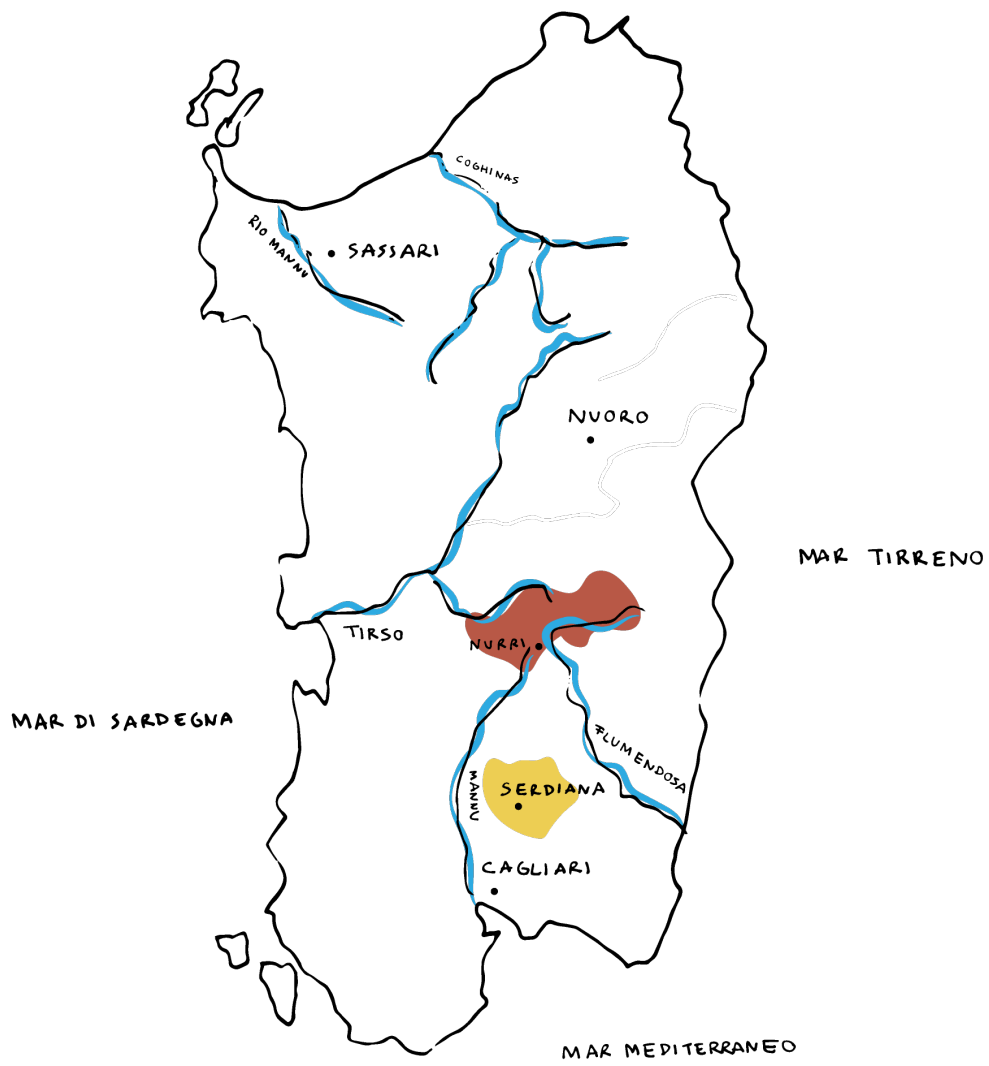 COGHINAS
RIO MANNU
SASSARI
NUORO
MAR TIRRENO
TIRSO
NURRI
MAR DI SARDEGNA
FLUMENDOSA
MANNU
SERDIANA
CAGLIARI
MAR MEDITERRANEO